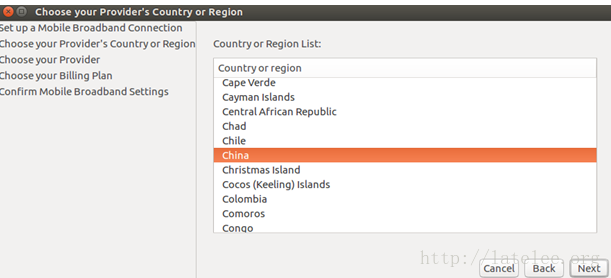 Choose your Provider's Country or Region
Set up a Mobile Broadband Connection
Choose your Provider's Country or Region
Choose your Provider
Choose your Billing Plan
Confirm Mobile Broadband Settings
Country or Region List:
Country or region
Cape Verde
Cayman Islands
Central African Republic
Chad
Chile
China
Christmas Island
Cocos (Keeling) Islands
Colombia
Comoros
Congo
http://latelee.org
Cancel
Back
Next